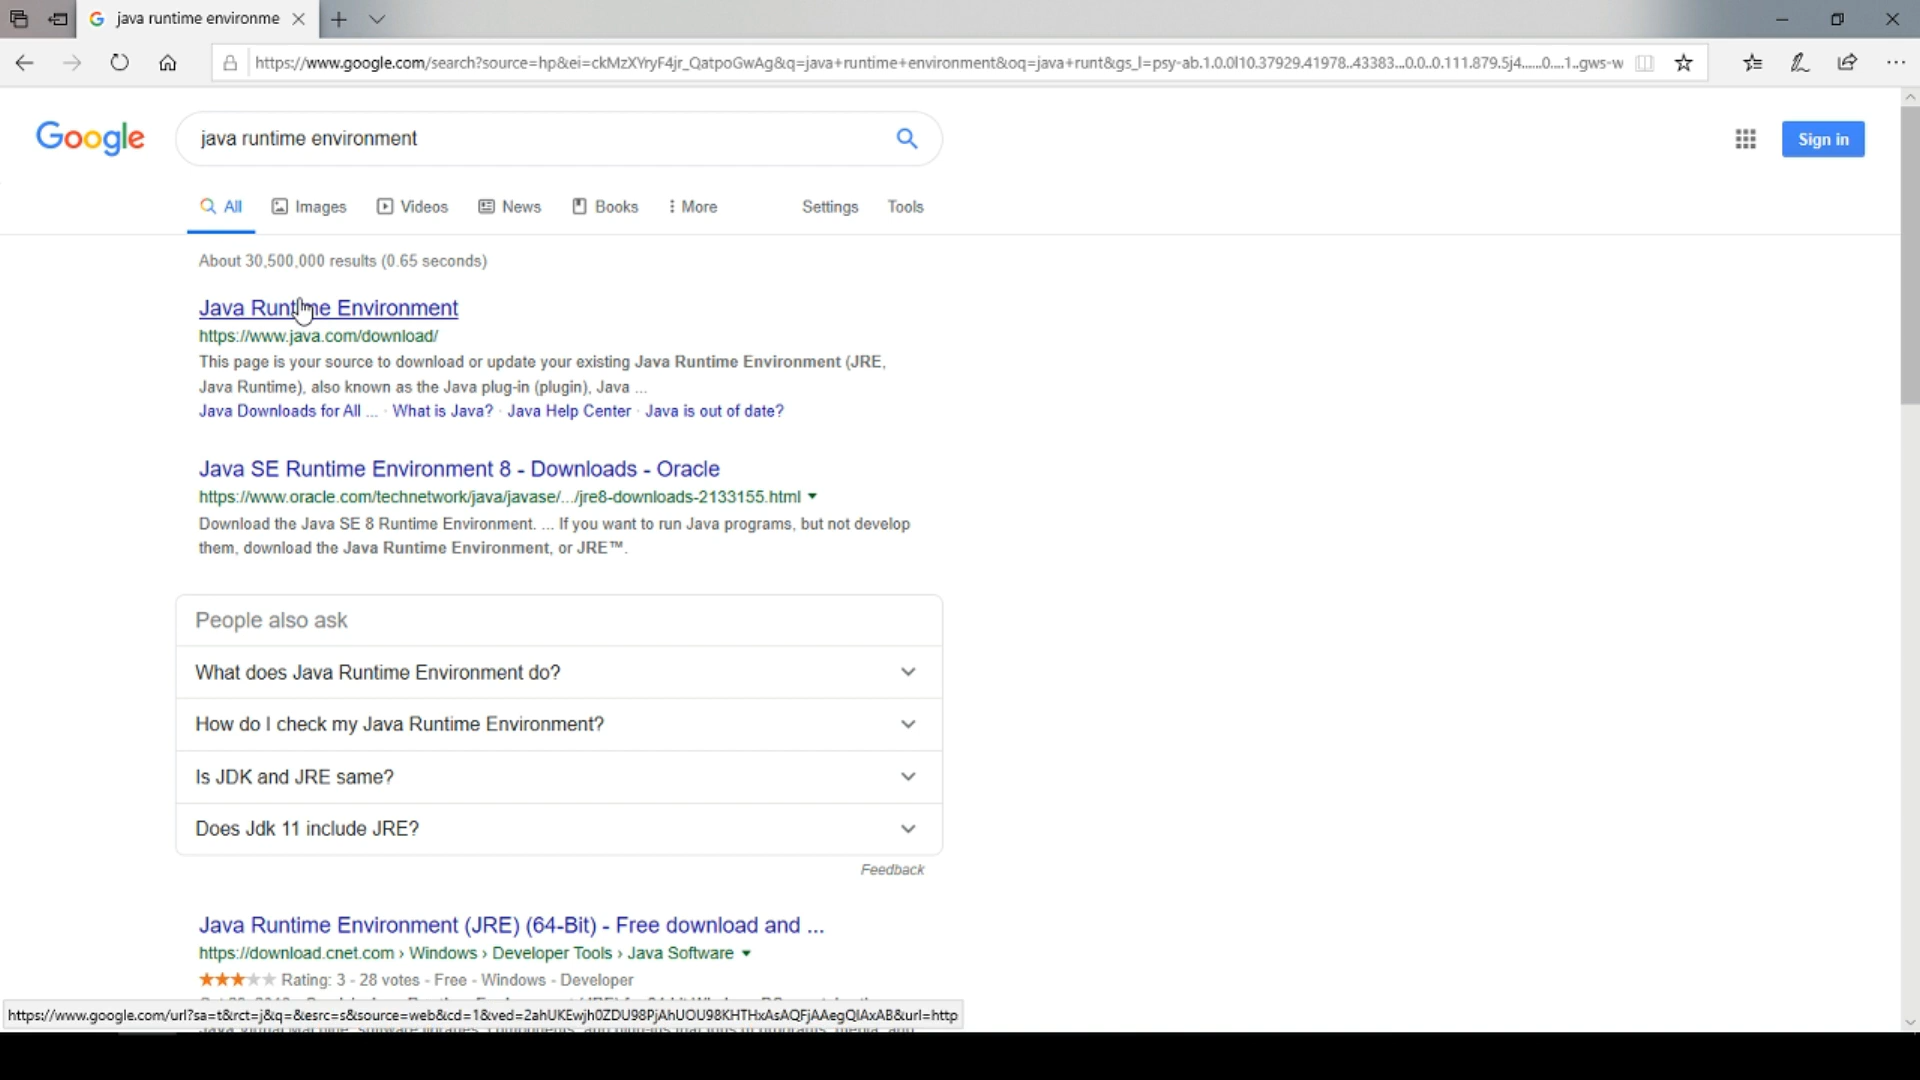 java runtime environme
https://www.google.com/search?source=hp&ei=ckMzXYryF4jr_QatpoGwAg&q=java+runtime+environment&oq=java+runt&gs_l=psy-ab.1.0.0l10.37929.41978..43383...0.0..0.111.879.5j4......0....1..gws-w
Google
java runtime environment
Sign in
All Images Videos News Books More Settings Tools
About 30,500,000 results (0.65 seconds)
Java Runtime Environment
https://www.java.com/download/
This page is your source to download or update your existing Java Runtime Environment (JRE,
Java Runtime), also known as the Java plug-in (plugin), Java ...
Java Downloads for All ... · What is Java? · Java Help Center · Java is out of date?
Java SE Runtime Environment 8 - Downloads - Oracle
https://www.oracle.com/technetwork/java/javase/.../jre8-downloads-2133155.html
Download the Java SE 8 Runtime Environment. ... If you want to run Java programs, but not develop
them, download the Java Runtime Environment, or JRE™.
People also ask
What does Java Runtime Environment do?
How do I check my Java Runtime Environment?
Is JDK and JRE same?
Does Jdk 11 include JRE?
Feedback
Java Runtime Environment (JRE) (64-Bit) - Free download and ...
https://download.cnet.com › Windows › Developer Tools › Java Software
Rating: 3 - 28 votes - Free - Windows - Developer
https://www.google.com/url?sa=t&rct=j&q=&esrc=s&source=web&cd=1&ved=2ahUKEwjh0ZDU98PjAhUOU98KHTHxAsAQFjAAegQIAxAB&url=http